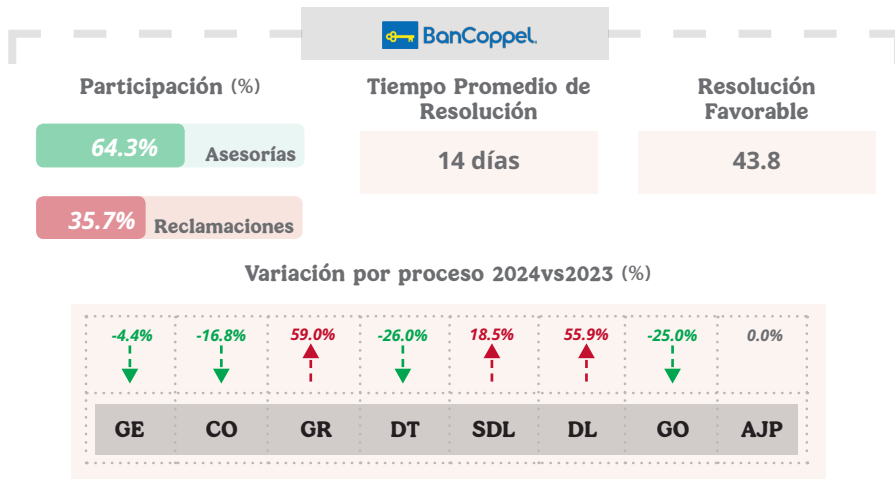 BanCoppel.
Participación (%)
64.3% Asesorías
35.7% Reclamaciones
Tiempo Promedio de
Resolución
14 días
Resolución
Favorable
43.8
Variación por proceso 2024vs2023 (%)
-4.4% -16.8% 59.0% -26.0% 18.5% 55.9% -25.0% 0.0%
GE CO GR DT SDL DL GO AJP